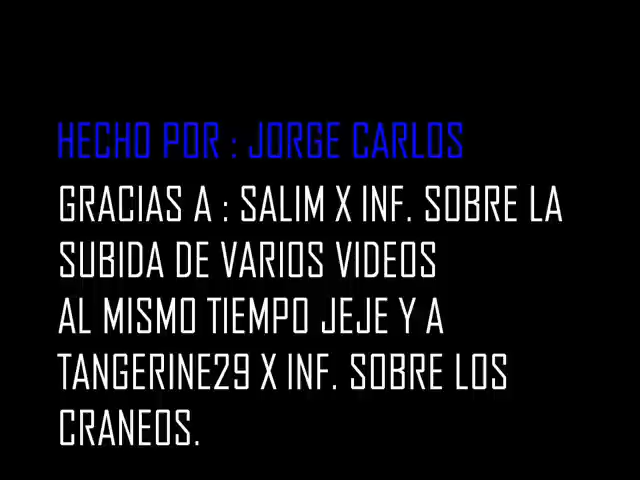 HECHO POR : JORGE CARLOS
GRACIAS A : SALIM X INF. SOBRE LA
SUBIDA DE VARIOS VIDEOS
AL MISMO TIEMPO JEJE Y A
TANGERINE29 X INF. SOBRE LOS
CRANEOS.